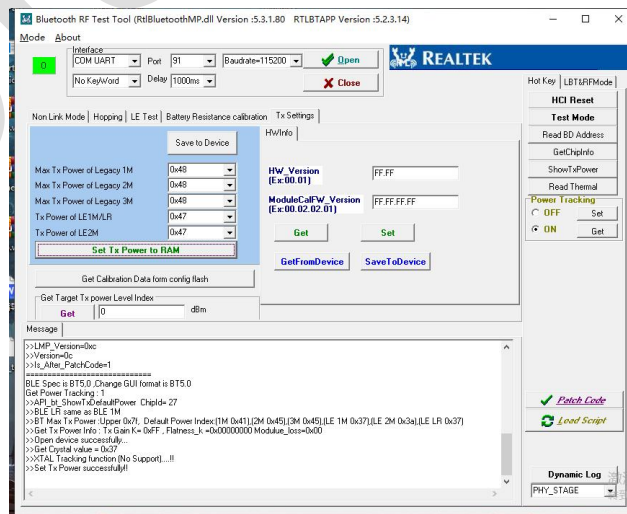 Bluetooth RF Test Tool (RtlBluetoothMP.dll Version :5.3.1.80 RTLBTAPP Version :5.2.3.14)
Mode About
Interface
COM UART Port 91 Baudrate=115200 Open
0
No KeyWord Delay 1000ms Close
REALTEK
Hot Key LBT&RFMode
HCI Reset
Test Mode
Read BD Address
GetChipInfo
ShowTxPower
Read Thermal
Power Tracking
OFF Set
ON Get
Non Link Mode Hopping LE Test Battery Resistance calibration Tx Settings
Save to Device
Max Tx Power of Legacy 1M 0x48
Max Tx Power of Legacy 2M 0x48
Max Tx Power of Legacy 3M 0x48
Tx Power of LE1M/LR 0x47
Tx Power of LE2M 0x47
Set Tx Power to RAM
Get Calibration Data form config flash
Get Target Tx power Level Index
Get 0 dBm
HWInfo
HW_Version
(Ex:00.01)
FF.FF
ModuleCalFW_Version
(Ex:00.02.02.01)
FF.FF.FF.FF
Get Set
GetFromDevice SaveToDevice
Message
>>LMP_Version=0xc
>>Version=0c
>>Is_After_PatchCode=1
============================
BLE Spec is BT5.0 ,Change GUI format is BT5.0
Get Power Tracking : 1
>>API_bt_ShowTxDefaultPower ChipId= 27
>>BLE LR same as BLE 1M
>>BT Max Tx Power :Upper 0x7f, Default Power Index:(1M 0x41),(2M 0x45),(3M 0x45),(LE 1M 0x37),(LE 2M 0x3a),(LE LR 0x37)
>>Get Tx Power Info : Tx Gain K= 0xFF , Flatness_k =0x00000000 Modulue_loss=0x00
>>Open device successfully...
>>Get Crystal value = 0x37
>>XTAL Tracking function (No Support)....!!
>>Set Tx Power successfully!!
Patch Code
Load Script
Dynamic Log
PHY_STAGE